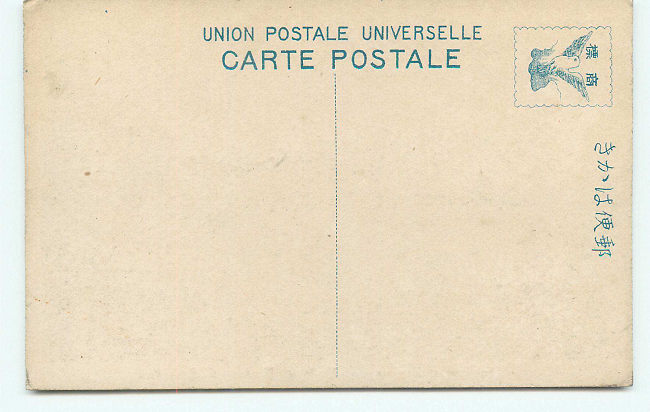 UNION POSTALE UNIVERSELLE
CARTE POSTALE
商標
きかは便郵